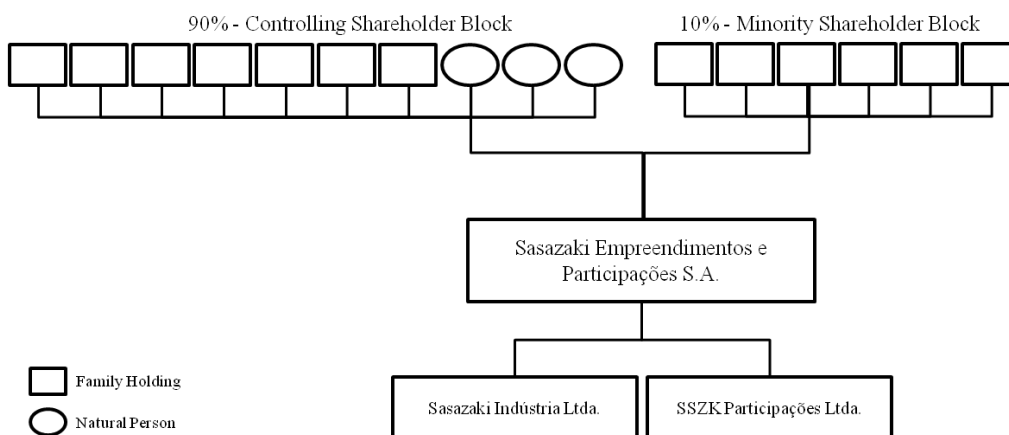 90% - Controlling Shareholder Block
10% - Minority Shareholder Block
Sasazaki Empreendimentos e
Participações S.A.
Sasazaki Indústria Ltda.
SSZK Participações Ltda.
Family Holding
Natural Person